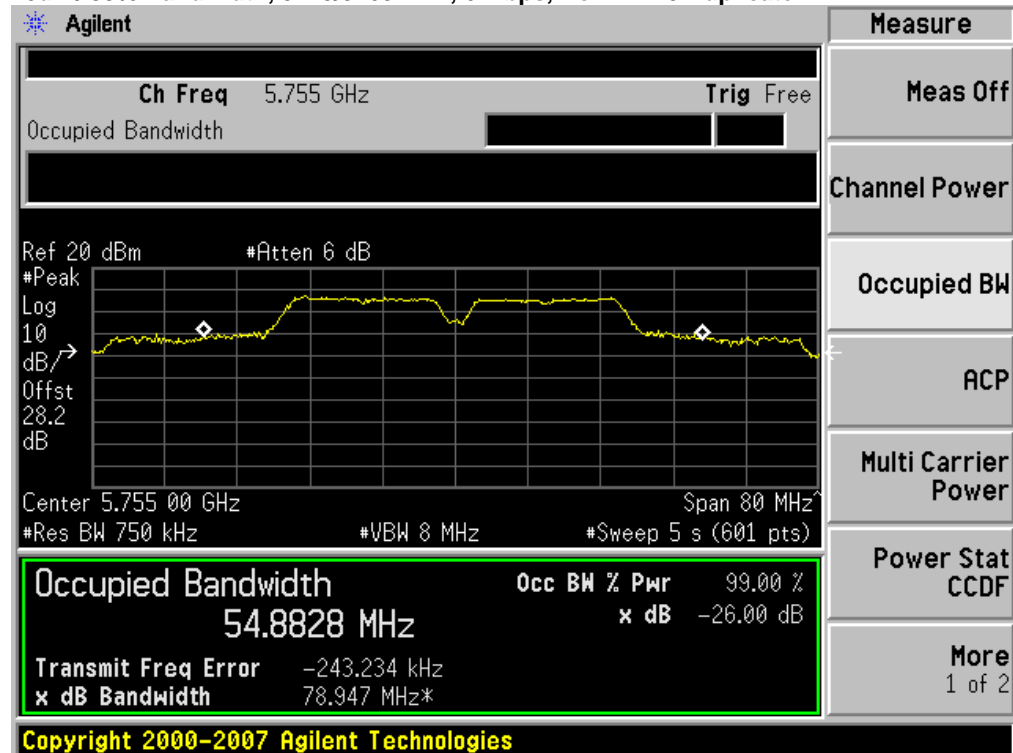 Agilent
Measure
Ch Freq 5.755 GHz Trig Free
Occupied Bandwidth
Meas Off
Channel Power
Occupied BW
ACP
Multi Carrier
Power
Power Stat
CCDF
More
1 of 2
Ref 20 dBm #Atten 6 dB
#Peak
Log
10
dB/
Offst
28.2
dB
Center 5.755 00 GHz Span 80 MHz^
#Res BW 750 kHz #VBW 8 MHz #Sweep 5 s (601 pts)
Occupied Bandwidth
54.8828 MHz
Occ BW % Pwr 99.00 %
x dB -26.00 dB
Transmit Freq Error -243.234 kHz
x dB Bandwidth 78.947 MHz*
Copyright 2000-2007 Agilent Technologies